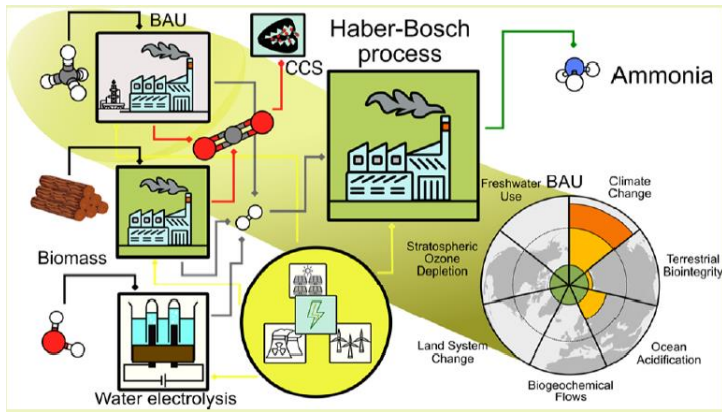 BAU
CCS
Haber-Bosch
process
Ammonia
Biomass
Water electrolysis
BAU
Freshwater
Use
Climate
Change
Stratospheric
Ozone
Depletion
Terrestrial
Biointegrity
Land System
Change
Ocean
Acidification
Biogeochemical
Flows